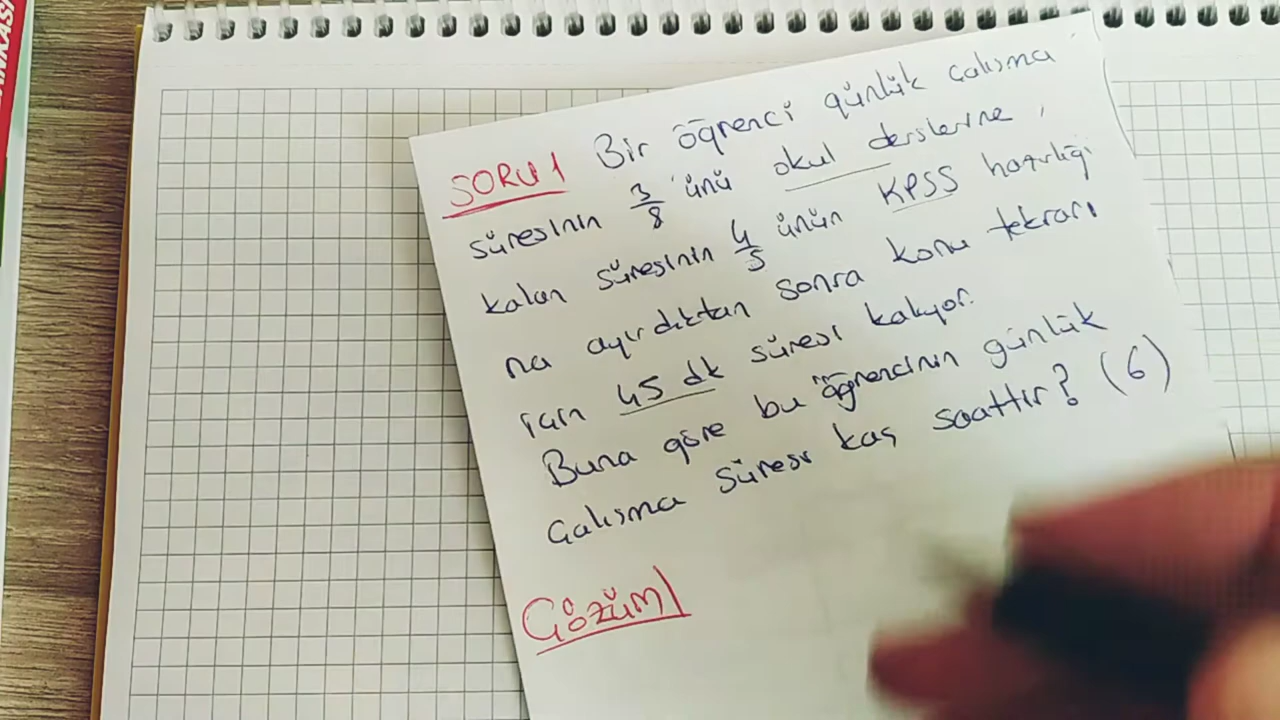 SORU 1 Bir öğrenci günlük çalışma
süresinin 3/8 'ünü okul derslerine,
kalan süresinin 4/5 ünün KPSS hazırlığı
na ayırdıktan sonra konu tekrarı
için 45 dk süresi kalıyor.
Buna göre bu öğrencinin günlük
Çalışma süresi kaç saattir? (6)
Çözüm